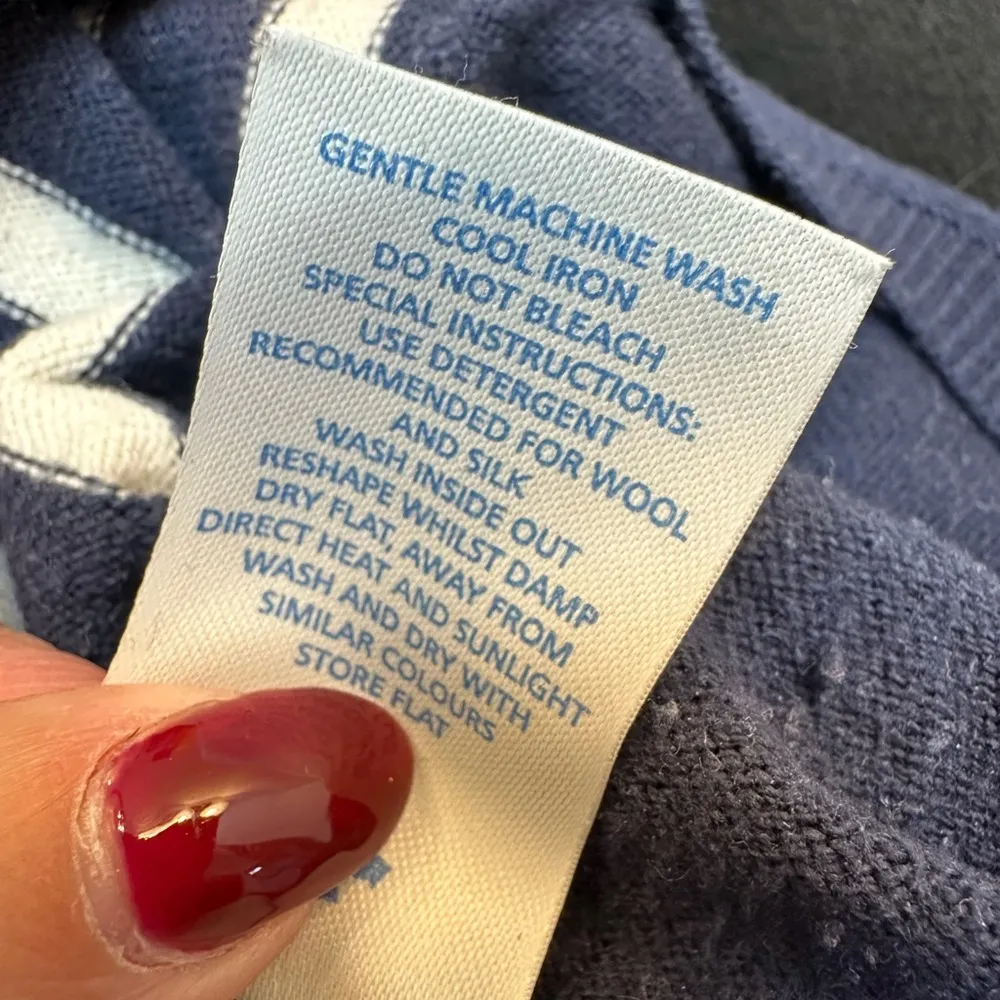 GENTLE MACHINE WASH
COOL IRON
DO NOT BLEACH
SPECIAL INSTRUCTIONS:
USE DETERGENT
RECOMMENDED FOR WOOL
AND SILK
WASH INSIDE OUT
RESHAPE WHILST DAMP
DRY FLAT, AWAY FROM
DIRECT HEAT AND SUNLIGHT
WASH AND DRY WITH
SIMILAR COLOURS
STORE FLAT